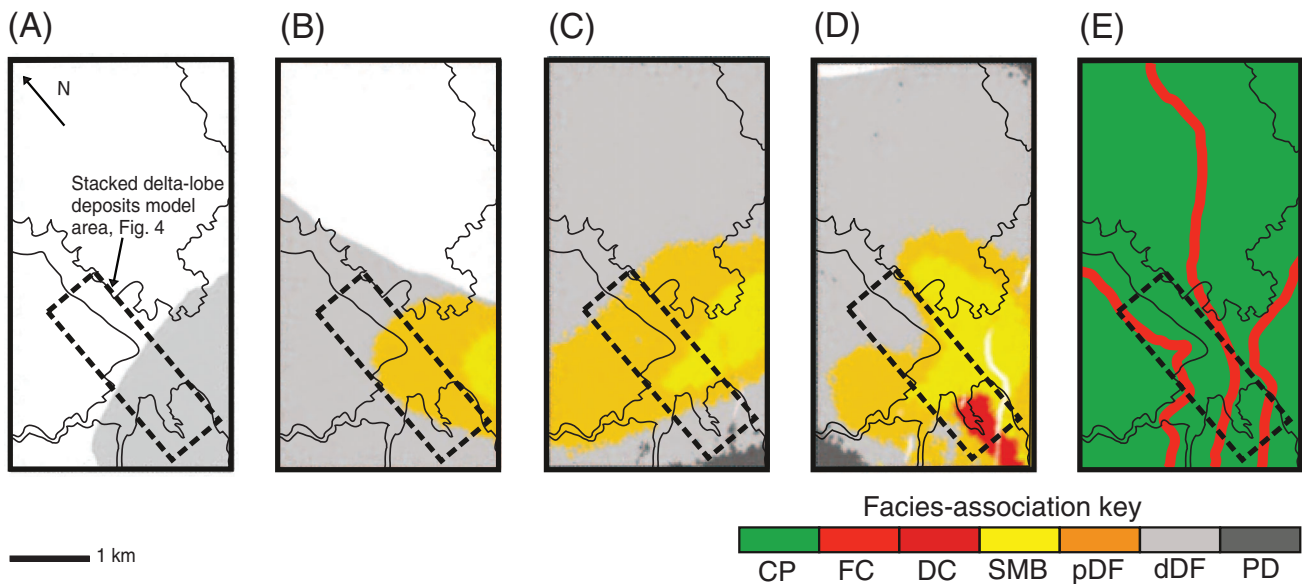 (A)
(B)
(C)
(D)
(E)
N
Stacked delta-lobe
deposits model
area, Fig. 4
Facies-association key
1 km
CP
FC
DC
SMB
pDF
dDF
PD